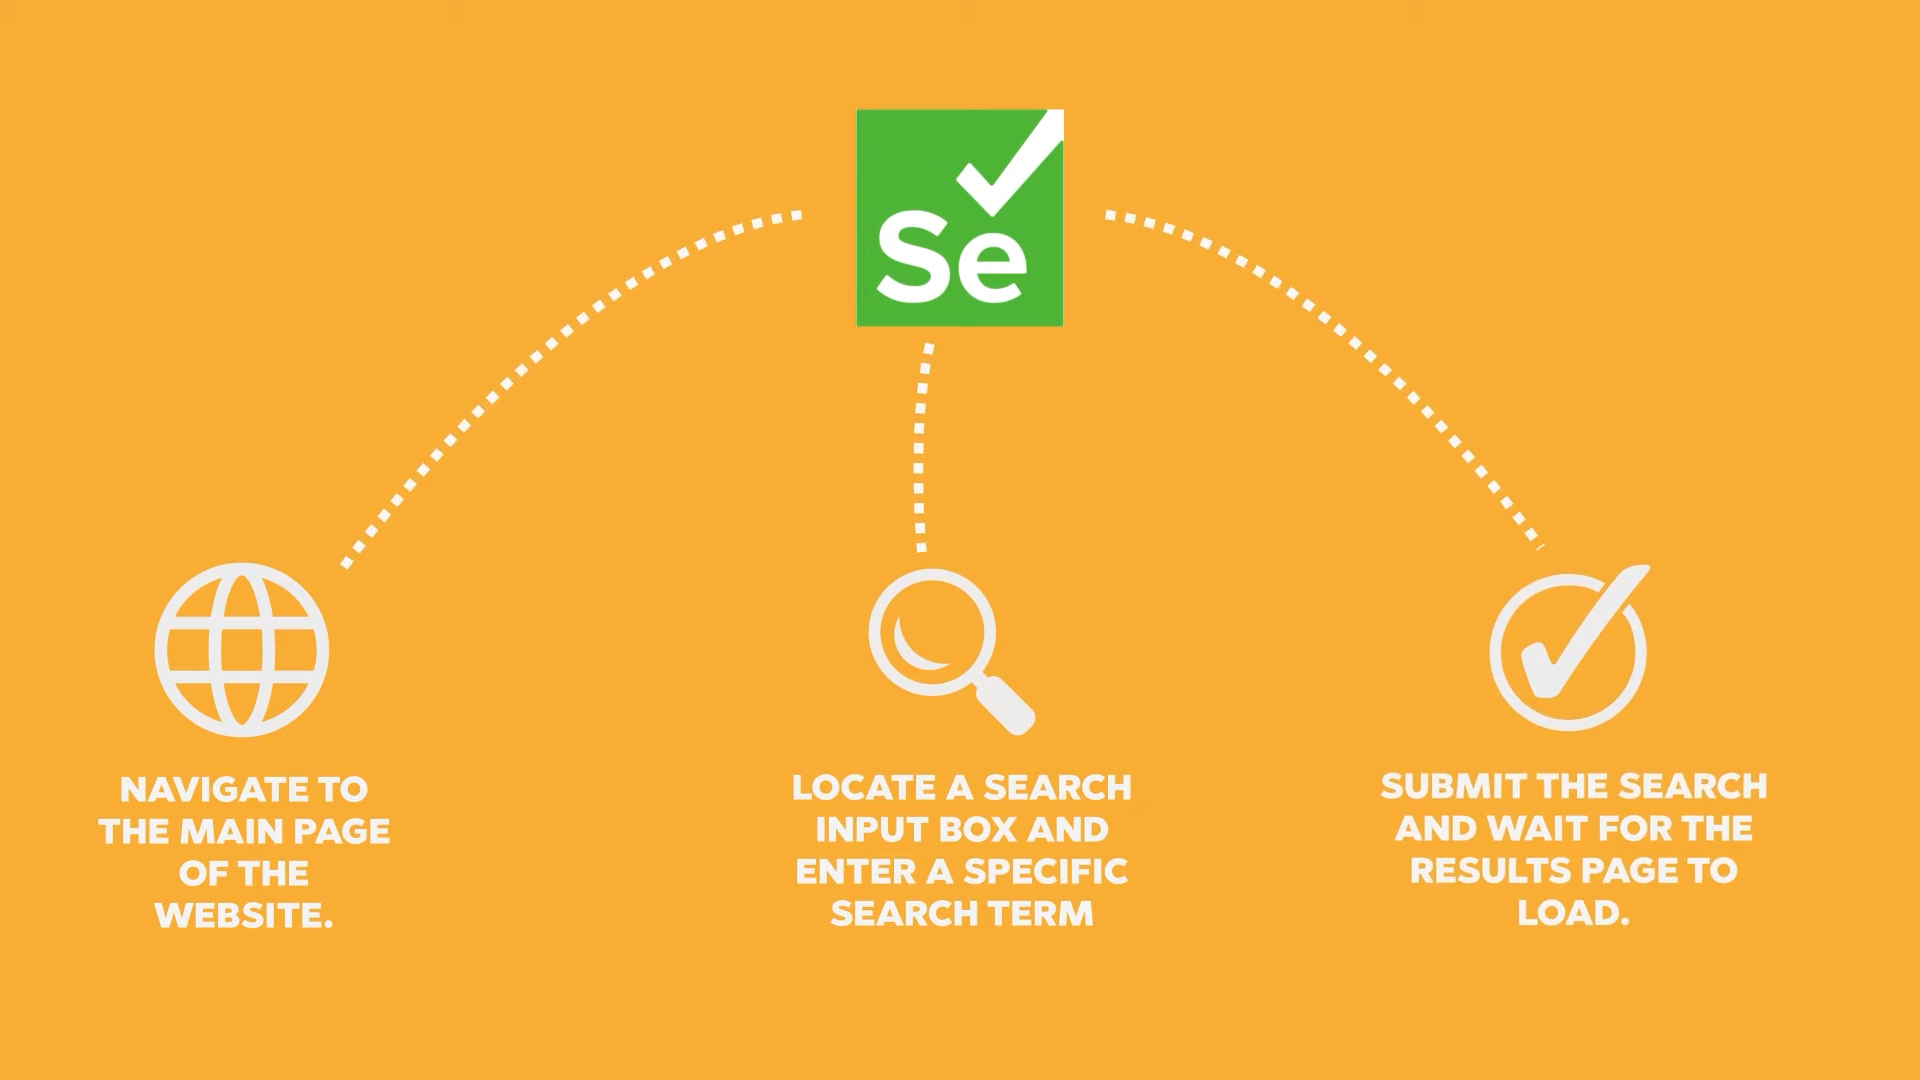 Se
NAVIGATE TO
THE MAIN PAGE
OF THE
WEBSITE.
LOCATE A SEARCH
INPUT BOX AND
ENTER A SPECIFIC
SEARCH TERM
SUBMIT THE SEARCH
AND WAIT FOR THE
RESULTS PAGE TO
LOAD.